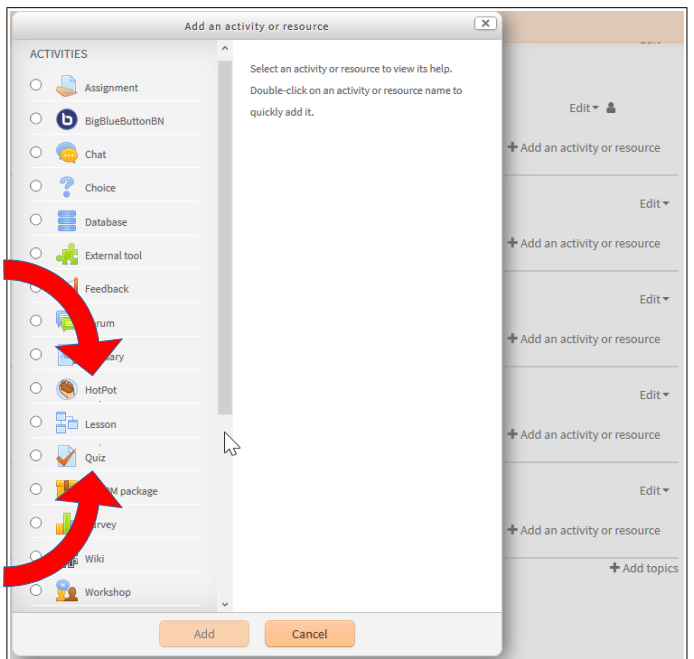 Add an activity or resource
ACTIVITIES
Assignment
BigBlueButtonBN
Chat
Choice
Database
External tool
Feedback
HotPot
Lesson
Quiz
package
Wiki
Workshop
Select an activity or resource to view its help.
Double-click on an activity or resource name to
quickly add it.
Add
Cancel
Edit
Add an activity or resource
Edit
Add an activity or resource
Edit
Add an activity or resource
Edit
Add an activity or resource
Edit
Add an activity or resource
Add topics